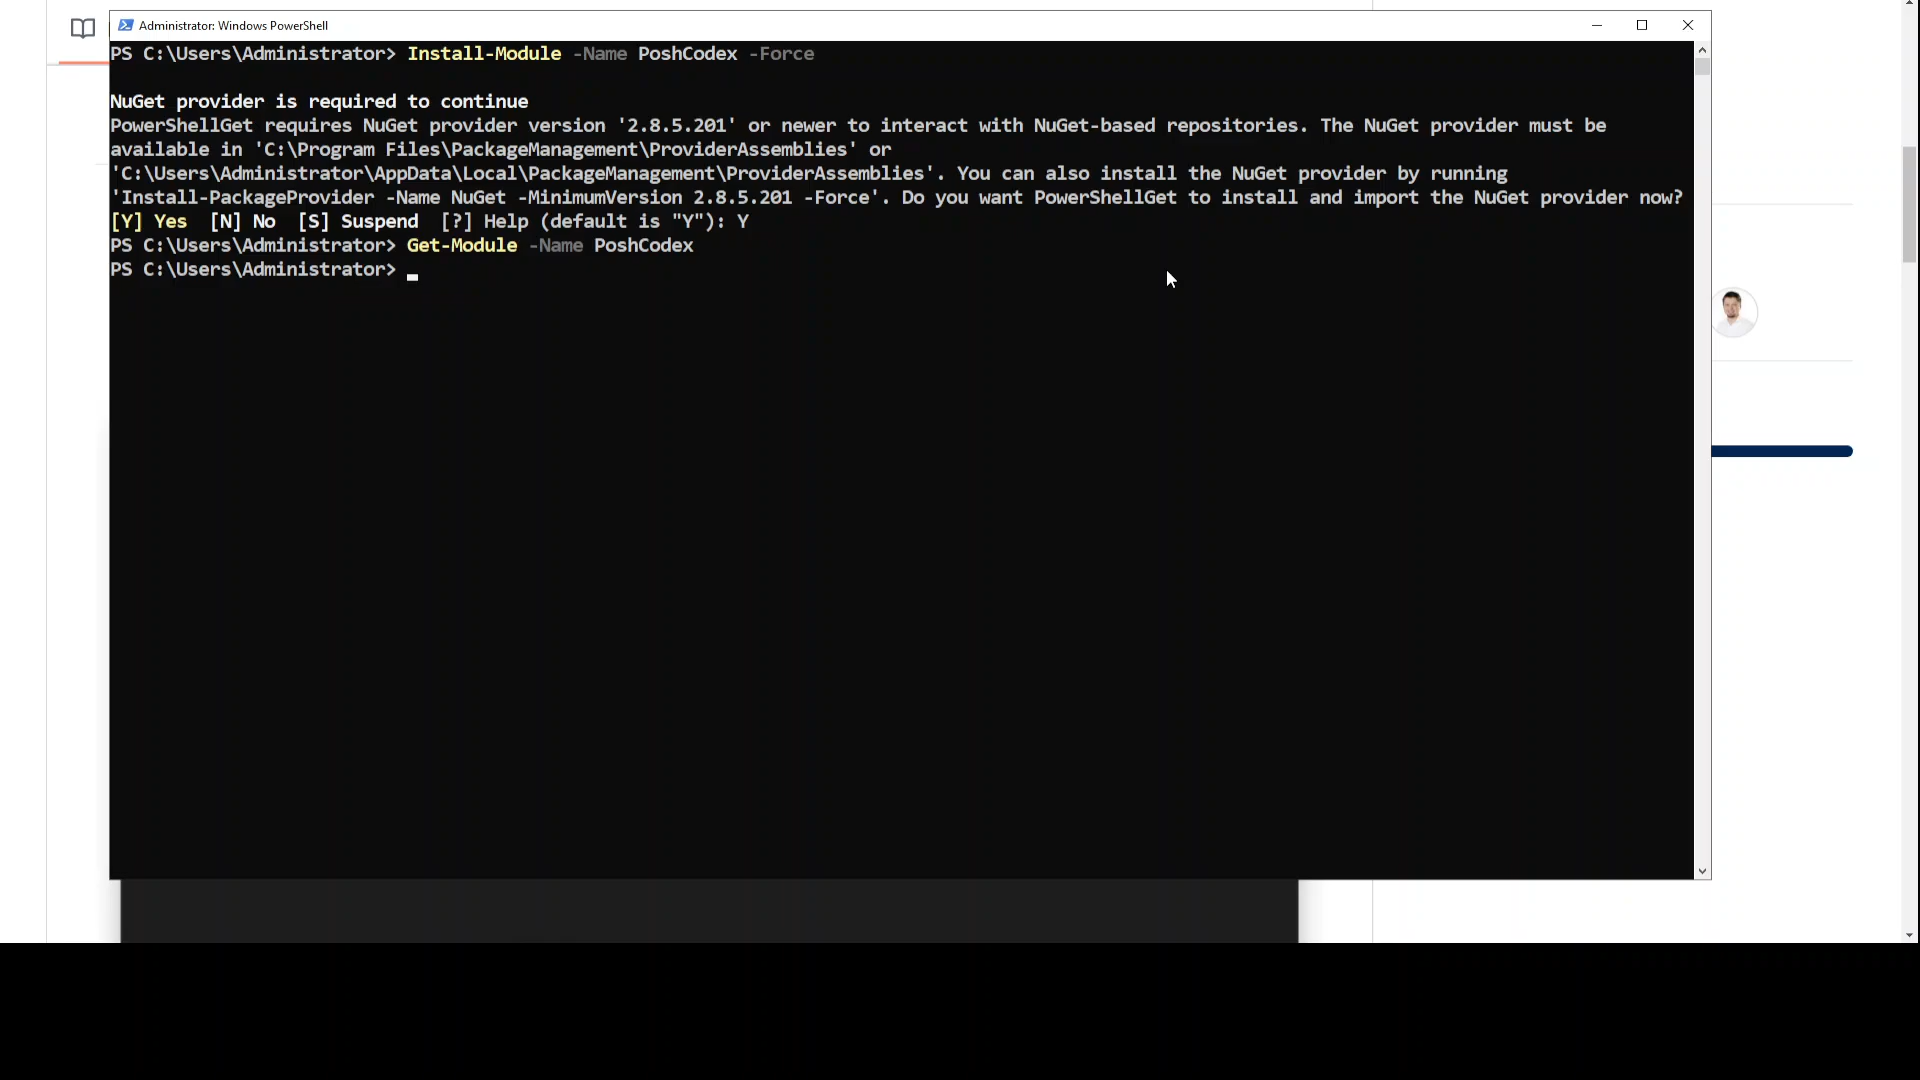 Administrator: Windows PowerShell
PS C:\Users\Administrator> Install-Module -Name PoshCodex -Force
NuGet provider is required to continue
PowerShellGet requires NuGet provider version '2.8.5.201' or newer to interact with NuGet-based repositories. The NuGet provider must be
available in 'C:\Program Files\PackageManagement\ProviderAssemblies' or
'C:\Users\Administrator\AppData\Local\PackageManagement\ProviderAssemblies'. You can also install the NuGet provider by running
'Install-PackageProvider -Name NuGet -MinimumVersion 2.8.5.201 -Force'. Do you want PowerShellGet to install and import the NuGet provider now?
[Y] Yes  [N] No  [S] Suspend  [?] Help (default is "Y"): Y
PS C:\Users\Administrator> Get-Module -Name PoshCodex
PS C:\Users\Administrator>